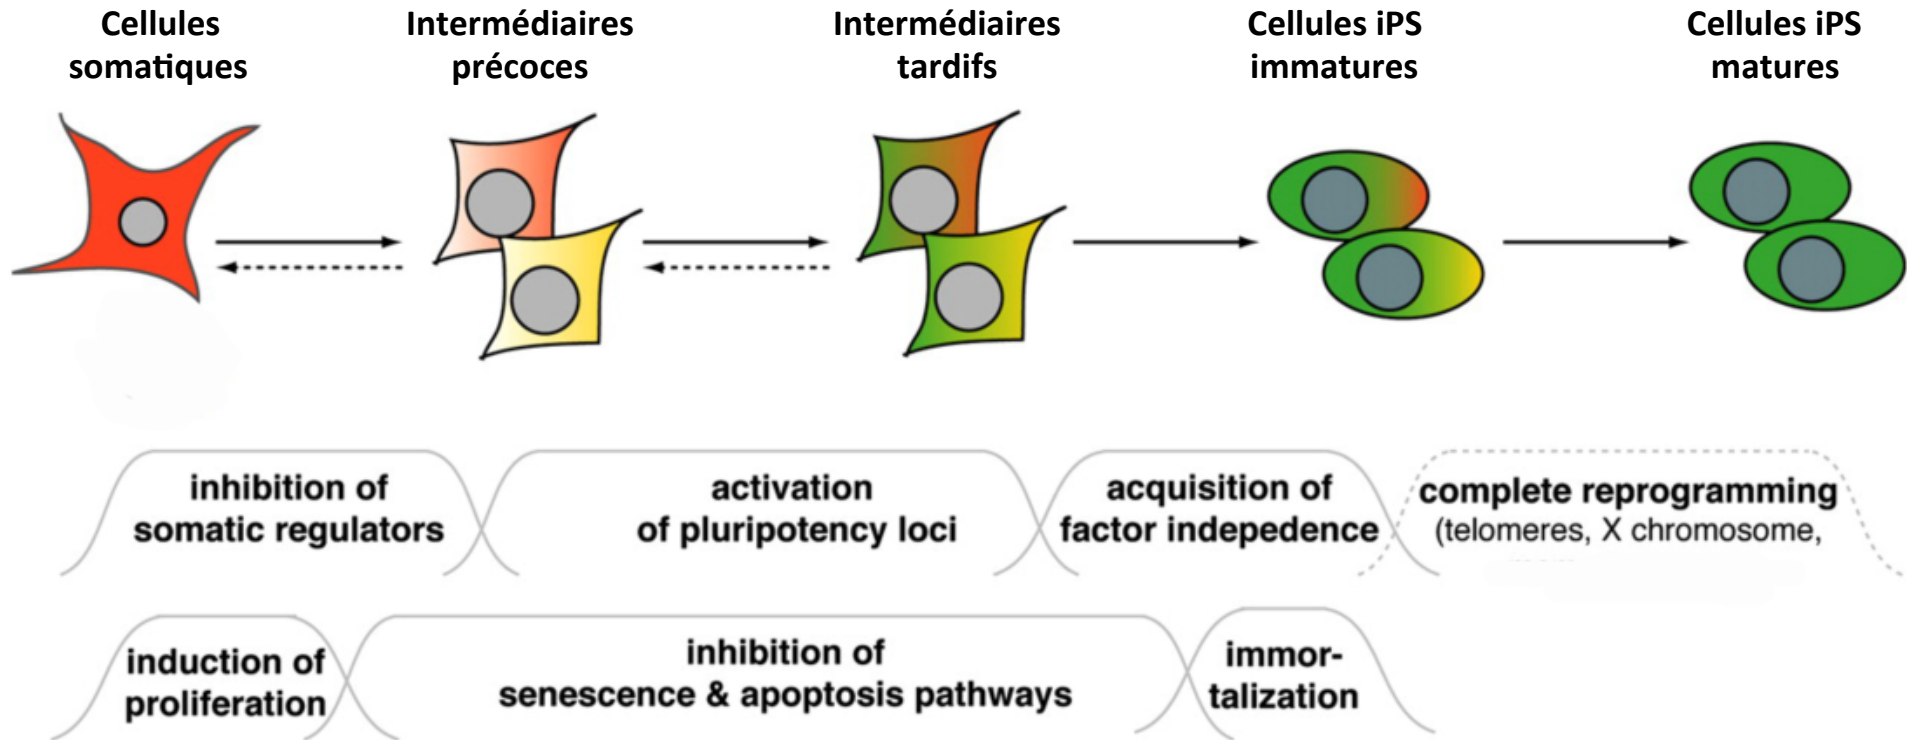 Cellules
somatiques
Intermédiaires
précoces
Intermédiaires
tardifs
Cellules iPS
immatures
Cellules iPS
matures
inhibition of
somatic regulators
activation
of pluripotency loci
acquisition of
factor indepedence
complete reprogramming
(telomeres, X chromosome,
induction of
proliferation
inhibition of
senescence & apoptosis pathways
immor-
talization